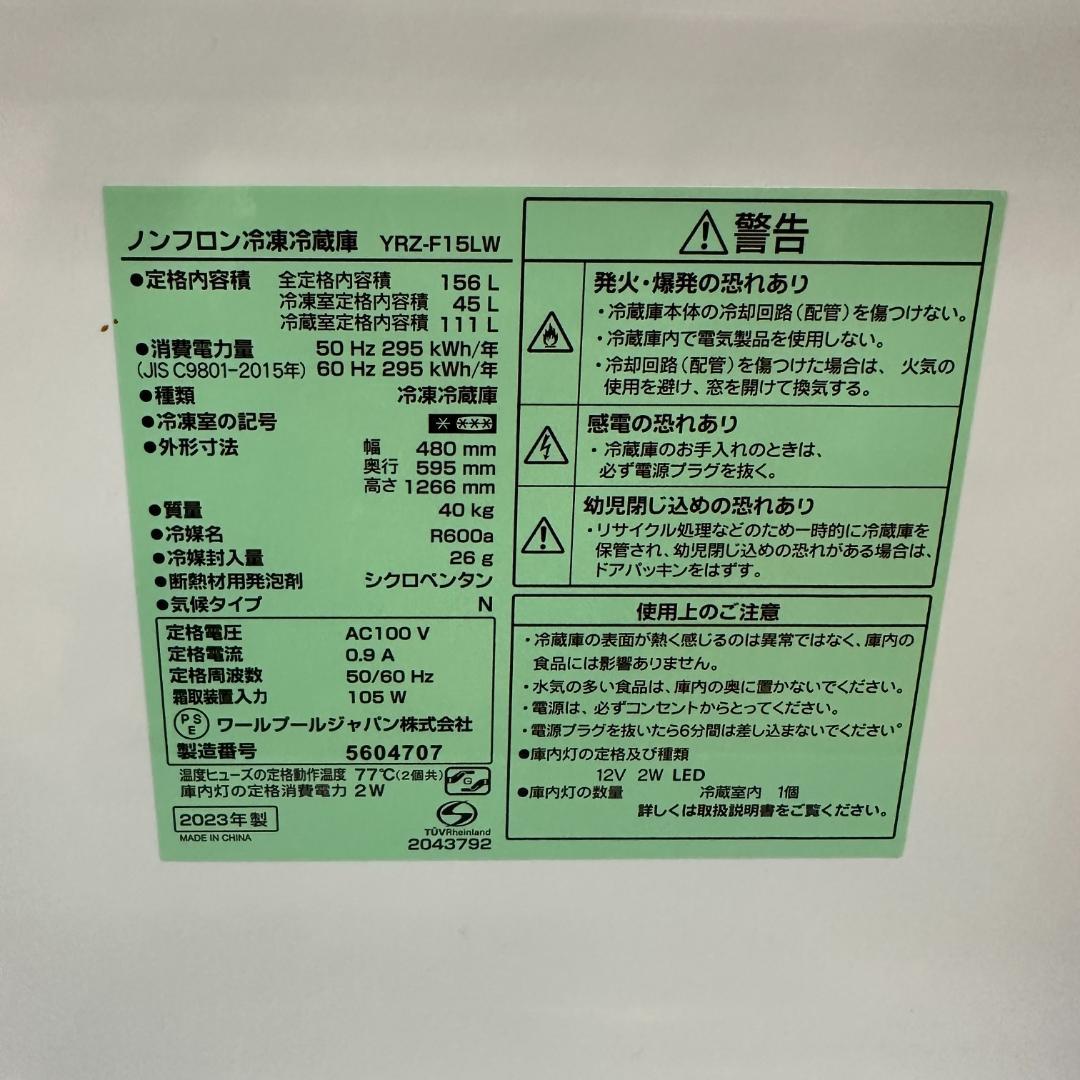 ノンフロン冷凍冷蔵庫 YRZ-F15LW
●定格内容積 全定格内容積 156 L
冷凍室定格内容積 45 L
冷蔵室定格内容積 111 L
●消費電力量 50 Hz 295 kWh/年
(JIS C9801-2015年) 60 Hz 295 kWh/年
●種類 冷凍冷蔵庫
●冷凍室の記号
●外形寸法 幅 480 mm
奥行 595 mm
高さ 1266 mm
●質量 40 kg
●冷媒名 R600a
●冷媒封入量 26 g
●断熱材用発泡剤 シクロペンタン
●気候タイプ N
定格電圧 AC100 V
定格電流 0.9 A
定格周波数 50/60 Hz
霜取装置入力 105 W
PSE ワールプールジャパン株式会社
製造番号 5604707
温度ヒューズの定格動作温度 77℃(2個共)
庫内灯の定格消費電力 2W
G
2023年製
MADE IN CHINA
TÜVRheinland
2043792
警告
発火・爆発の恐れあり
・冷蔵庫本体の冷却回路(配管)を傷つけない。
・冷蔵庫内で電気製品を使用しない。
・冷却回路(配管)を傷つけた場合は、火気の
使用を避け、窓を開けて換気する。
感電の恐れあり
・冷蔵庫のお手入れのときは、
必ず電源プラグを抜く。
幼児閉じ込めの恐れあり
・リサイクル処理などのため一時的に冷蔵庫を
保管され、幼児閉じ込めの恐れがある場合は、
ドアパッキンをはずす。
使用上のご注意
・冷蔵庫の表面が熱く感じるのは異常ではなく、庫内の
食品には影響ありません。
・水気の多い食品は、庫内の奥に置かないでください。
・電源は、必ずコンセントからとってください。
・電源プラグを抜いたら6分間は差し込まないでください。
●庫内灯の定格及び種類
12V 2W LED
●庫内灯の数量 冷蔵室内 1個
詳しくは取扱説明書をご覧ください。